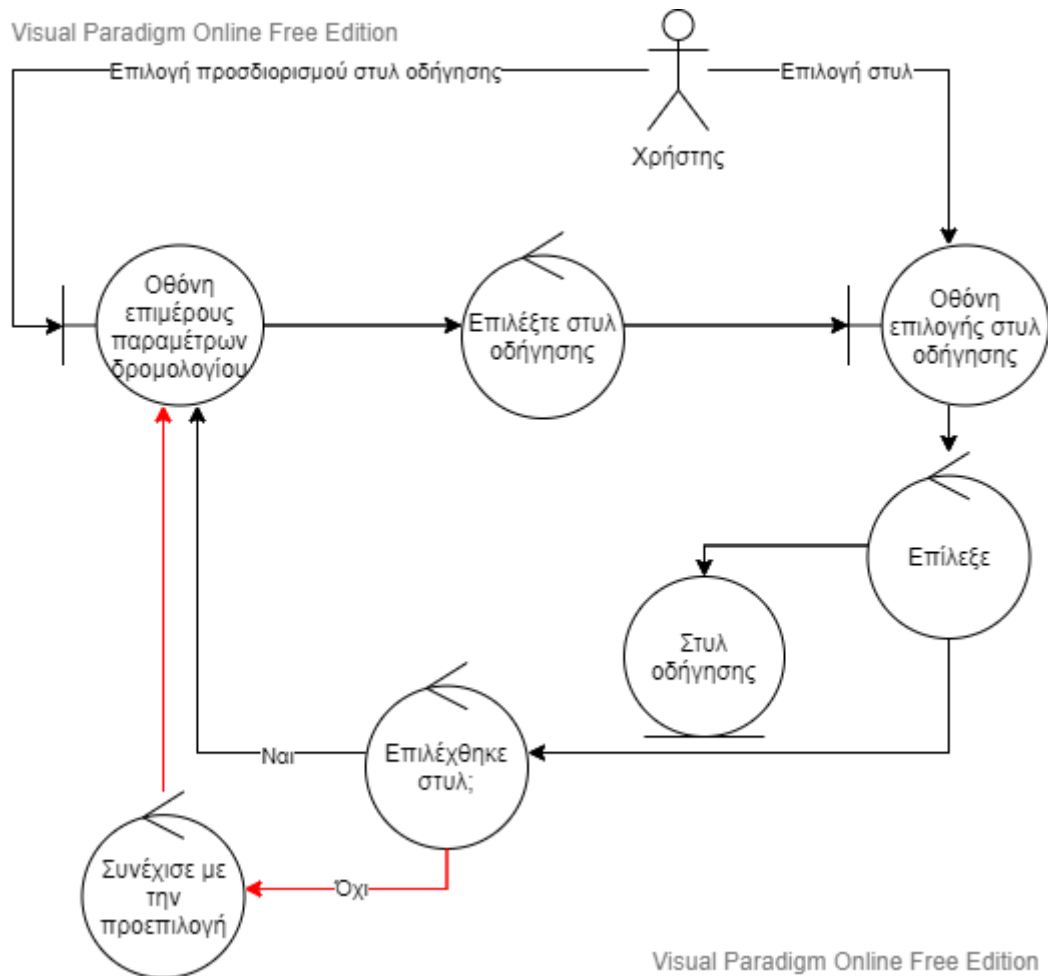 Visual Paradigm Online Free Edition
Επιλογή προσδιορισμού στυλ οδήγησης
Επιλογή στυλ
Χρήστης
Οθόνη
επιμέρους
παραμέτρων
δρομολογίου
Επιλέξτε στυλ
οδήγησης
Οθόνη
επιλογής στυλ
οδήγησης
Επίλεξε
Στυλ
οδήγησης
Επιλέχθηκε
στυλ;
Ναι
Όχι
Συνέχισε με
την
προεπιλογή
Visual Paradigm Online Free Edition